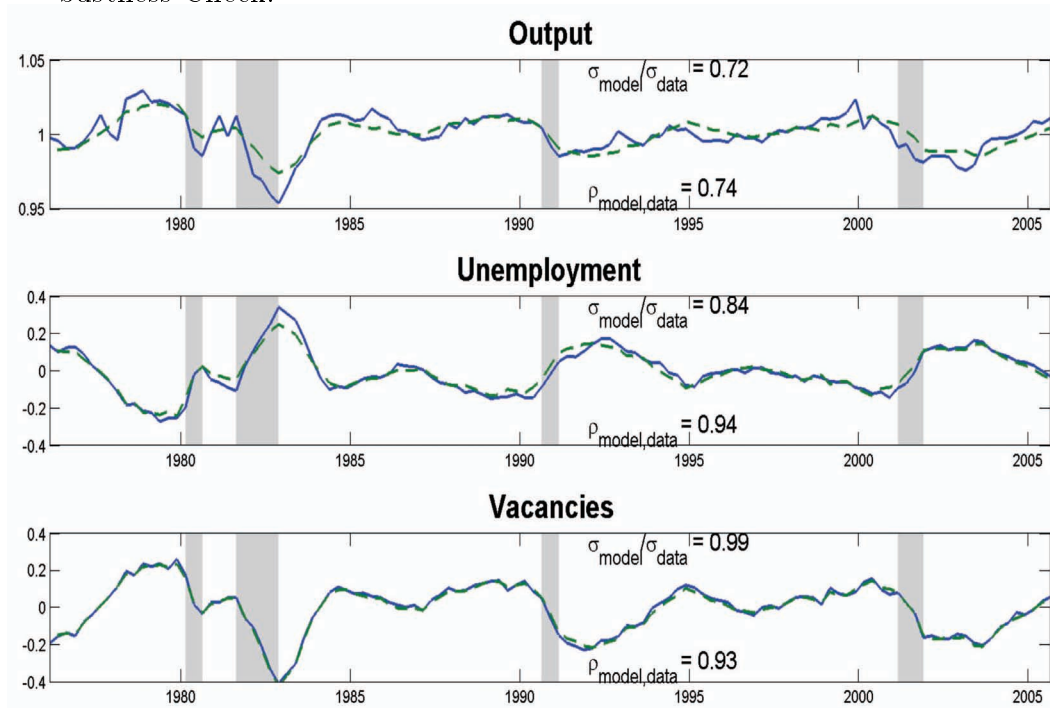 bustness Check.
Output
1.05
σmodel/σdata = 0.72
1
ρmodel,data = 0.74
0.95
1980 1985 1990 1995 2000 2005
Unemployment
0.4
σmodel/σdata = 0.84
0.2
0
-0.2
ρmodel,data = 0.94
-0.4
1980 1985 1990 1995 2000 2005
Vacancies
0.4
σmodel/σdata = 0.99
0.2
0
-0.2
ρmodel,data = 0.93
-0.4
1980 1985 1990 1995 2000 2005